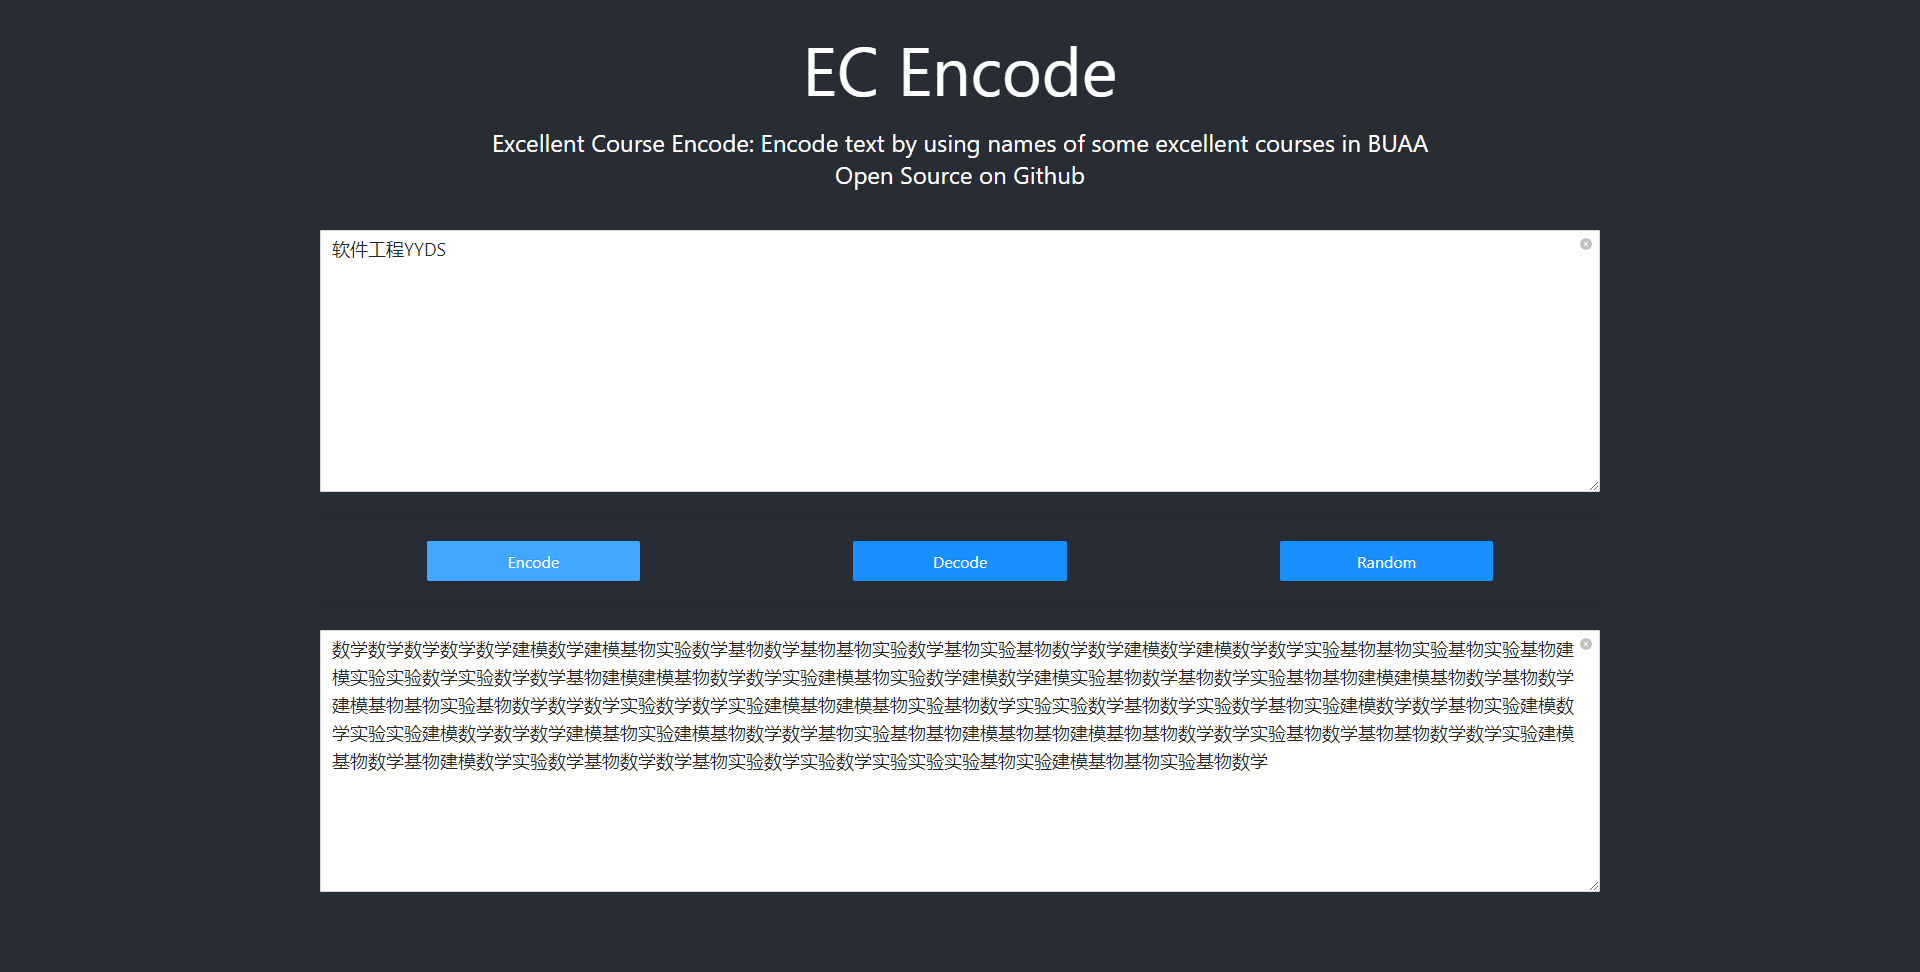 EC Encode
Excellent Course Encode: Encode text by using names of some excellent courses in BUAA
Open Source on Github
软件工程YYDS
Encode
Decode
Random
数学数学数学数学数学建模数学建模基物实验数学基物数学基物基物实验数学基物实验基物数学数学建模数学建模数学数学实验基物基物实验基物实验基物建
模实验实验数学实验数学数学基物建模建模基物数学数学实验建模基物实验数学建模数学建模实验基物数学基物数学实验基物基物建模建模基物数学基物数学
建模基物基物实验基物数学数学数学实验数学数学实验建模基物建模基物实验基物数学实验实验数学基物数学实验数学基物实验建模数学数学基物实验建模数
学实验实验建模数学数学数学建模基物实验建模基物数学数学基物实验基物基物建模基物基物建模基物基物数学数学实验基物数学基物基物数学数学实验建模
基物数学基物建模数学实验数学基物数学数学基物实验数学实验数学实验实验实验基物实验建模基物基物实验基物数学